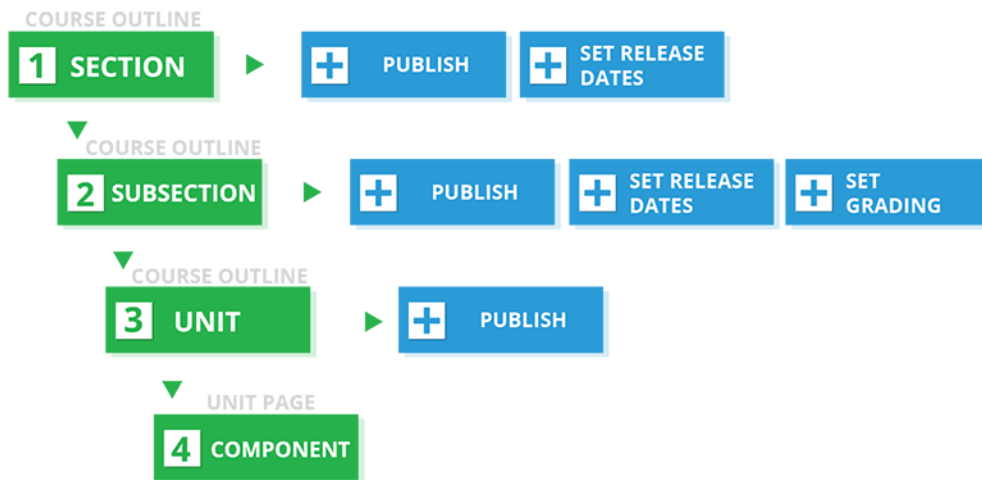 COURSE OUTLINE
1 SECTION
PUBLISH
SET RELEASE
DATES
COURSE OUTLINE
2 SUBSECTION
PUBLISH
SET RELEASE
DATES
SET
GRADING
COURSE OUTLINE
3 UNIT
PUBLISH
UNIT PAGE
4 COMPONENT